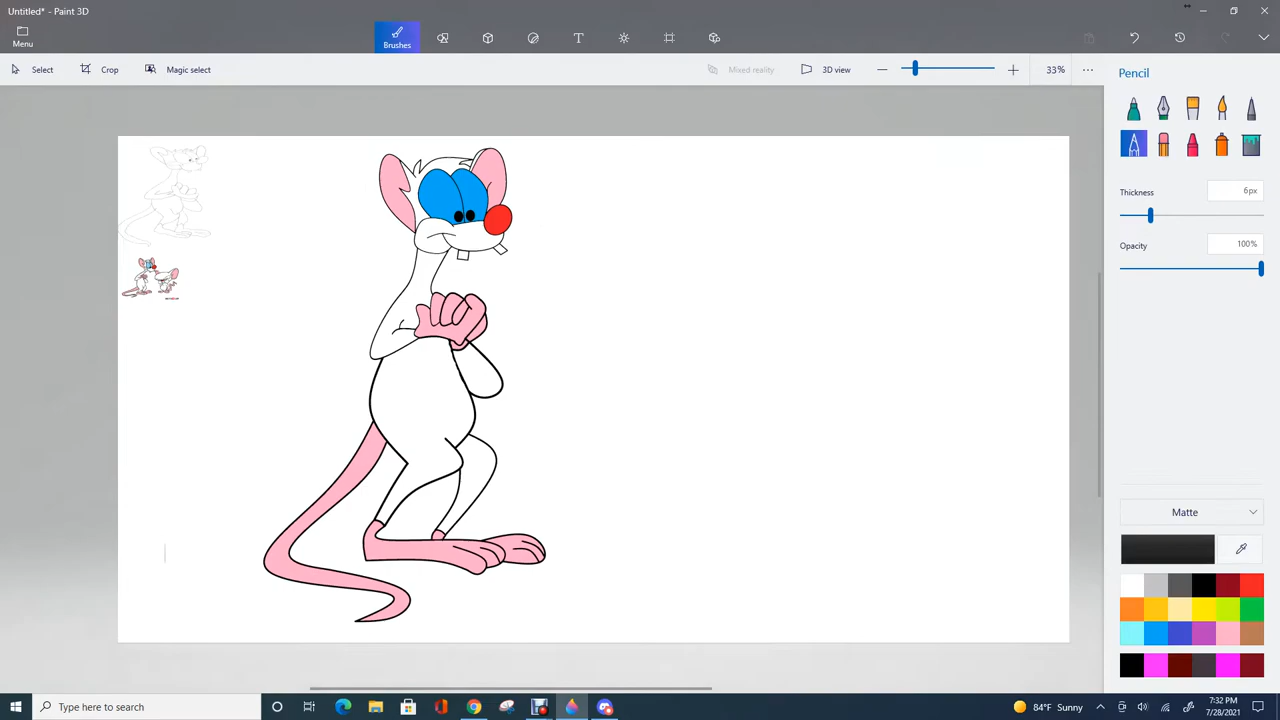 Untitled* - Paint 3D
Menu
Brushes
Select
Crop
Magic select
Mixed reality
3D view
33%
Pencil
Thickness
6px
Opacity
100%
Matte
Type here to search
84°F Sunny
7:32 PM
7/28/2021